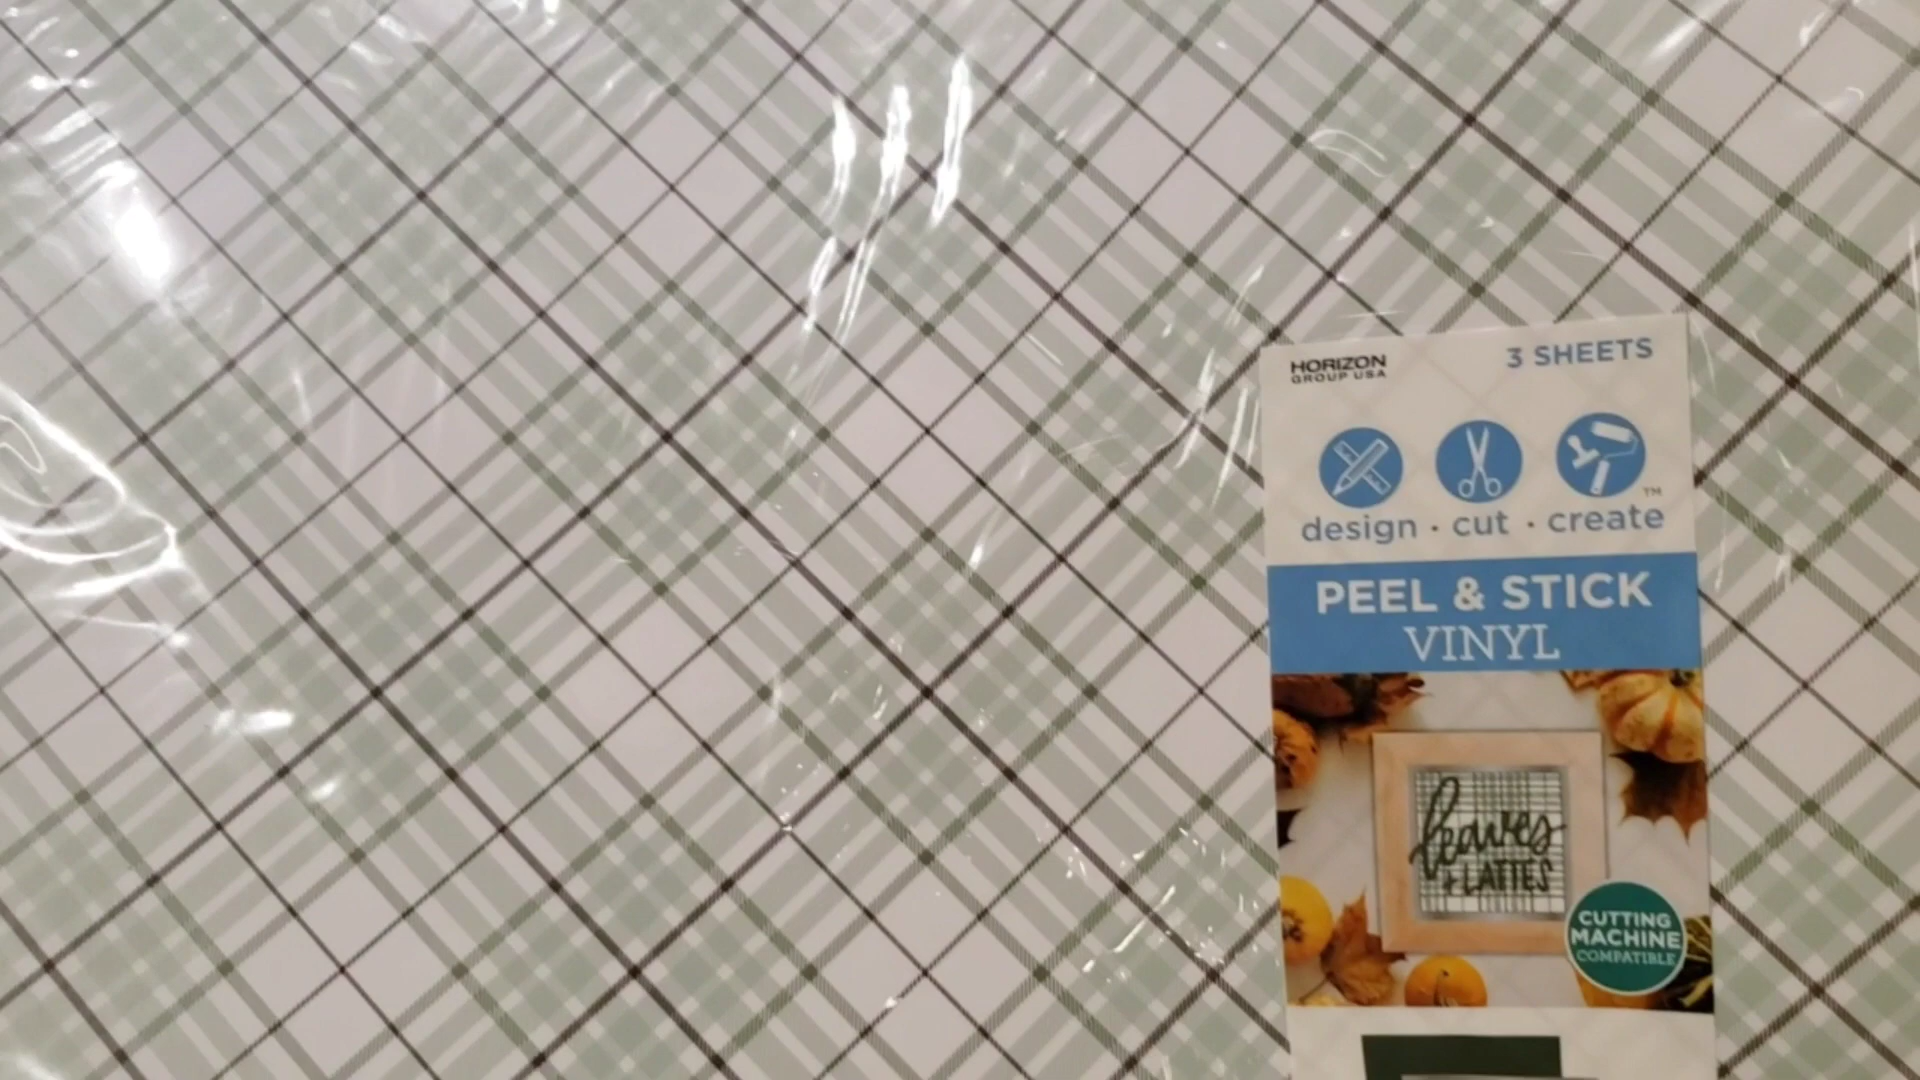 HORIZON
GROUP USA
3 SHEETS
™
design · cut · create
PEEL & STICK
VINYL
leaves
+ LATTES
CUTTING
MACHINE
COMPATIBLE